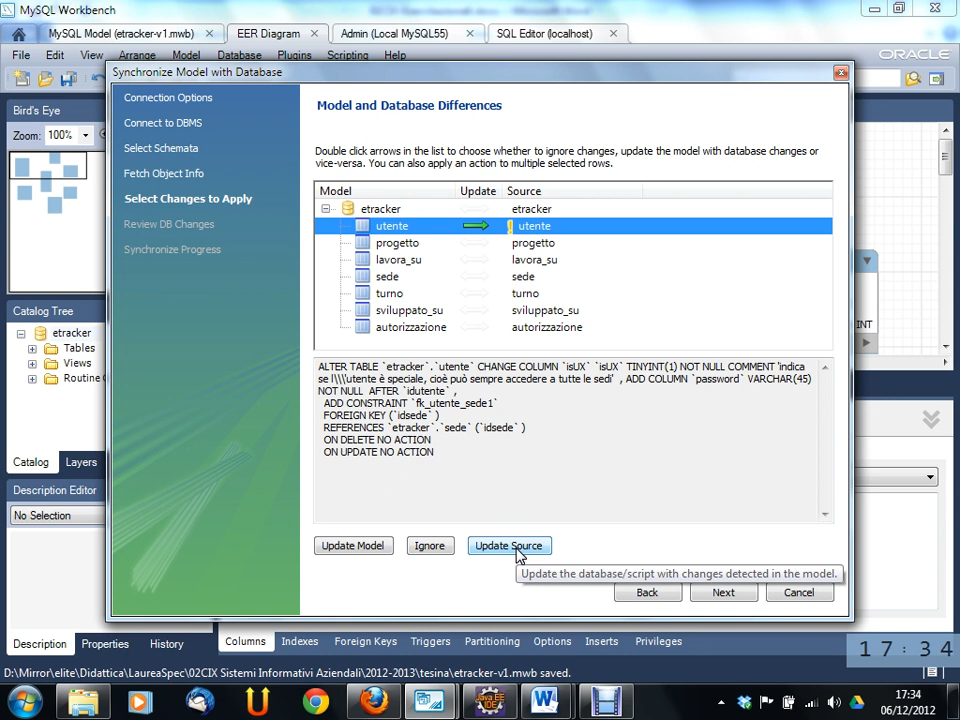 MySQL Workbench
MySQL Model (etracker-v1.mwb)
EER Diagram
Admin (Local MySQL55)
SQL Editor (localhost)
File Edit View Arrange Model Database Plugins Scripting Help
ORACLE
Synchronize Model with Database
Bird's Eye
Zoom: 100%
Connection Options
Connect to DBMS
Select Schemata
Fetch Object Info
Select Changes to Apply
Review DB Changes
Synchronize Progress
Model and Database Differences
Double click arrows in the list to choose whether to ignore changes, update the model with database changes or
vice-versa. You can also apply an action to multiple selected rows.
Model Update Source
etracker etracker
utente utente
progetto progetto
lavora_su lavora_su
sede sede
turno turno
sviluppato_su sviluppato_su
autorizzazione autorizzazione
INT
ALTER TABLE `etracker`.`utente` CHANGE COLUMN `isUX` `isUX` TINYINT(1) NOT NULL COMMENT 'indica
se l\\\'utente è speciale, cioè può sempre accedere a tutte le sedi' , ADD COLUMN `password` VARCHAR(45)
NOT NULL AFTER `idutente` ,
ADD CONSTRAINT `fk_utente_sede1`
FOREIGN KEY (`idsede` )
REFERENCES `etracker`.`sede` (`idsede` )
ON DELETE NO ACTION
ON UPDATE NO ACTION
Update Model Ignore Update Source
Update the database/script with changes detected in the model.
Back Next Cancel
Catalog Tree
etracker
Tables
Views
Routine
Catalog Layers
Description Editor
No Selection
Description Properties History
Columns Indexes Foreign Keys Triggers Partitioning Options Inserts Privileges
17:34
D:\Mirror\elite\Didattica\LaureaSpec\02CIX Sistemi Informativi Aziendali\2012-2013\tesina\etracker-v1.mwb saved.
Java EE
IDE
17:34
06/12/2012